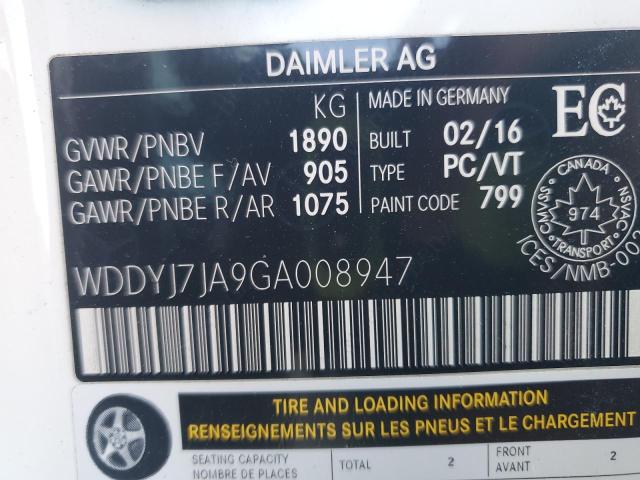 DAIMLER AG
KG
GVWR/PNBV 1890
GAWR/PNBE F/AV 905
GAWR/PNBE R/AR 1075
MADE IN GERMANY
BUILT 02/16
TYPE PC/VT
PAINT CODE 799
EC
CANADA
CMVSS
NSVAC
974
TRANSPORT
ICES/NMB-002
WDDYJ7JA9GA008947
TIRE AND LOADING INFORMATION
RENSEIGNEMENTS SUR LES PNEUS ET LE CHARGEMENT
SEATING CAPACITY
NOMBRE DE PLACES
TOTAL 2
FRONT
AVANT
2